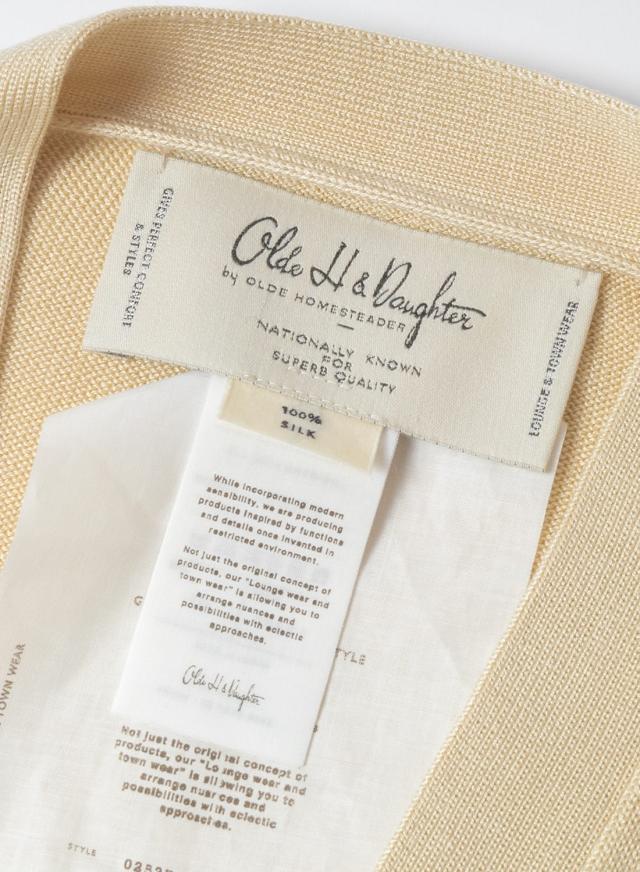 GIVES PERFECT COMFORT
& STYLES
Olde H & Daughter
by OLDE HOMESTEADER
NATIONALLY KNOWN
FOR
SUPERB QUALITY
LOUNGE & TOWN WEAR
100%
SILK
While incorporating modern
sensibility, we are producing
products inspired by functions
and details once invented in
restricted environment.
Not just the original concept of
products, our "Lounge wear and
town wear" is allowing you to
arrange nuances and
possibilities with eclectic
approaches.
Olde H & Daughter
TOWN WEAR
Not just the original concept of
products, our "Lounge wear and
town wear" is allowing you to
arrange nuances and
possibilities with eclectic
approaches.
STYLE